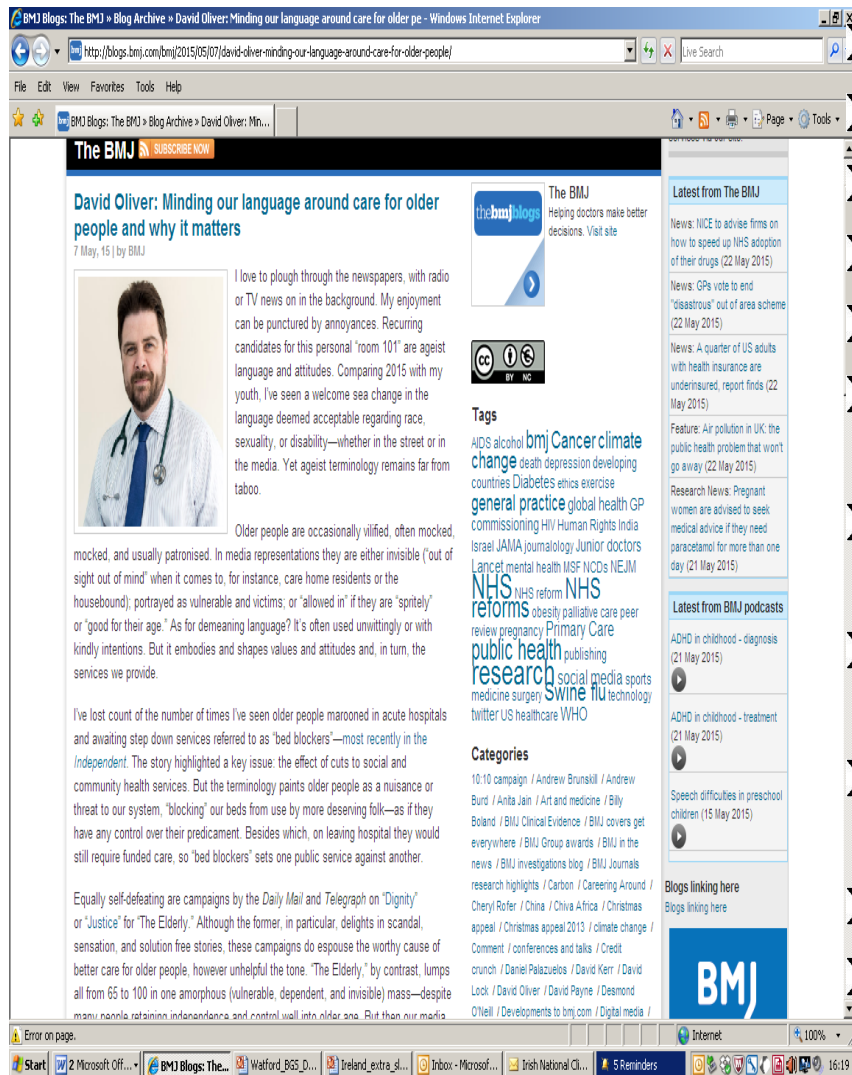 BMJ Blogs: The BMJ » Blog Archive » David Oliver: Minding our language around care for older pe - Windows Internet Explorer
http://blogs.bmj.com/bmj/2015/05/07/david-oliver-minding-our-language-around-care-for-older-people/
Live Search
File Edit View Favorites Tools Help
BMJ Blogs: The BMJ » Blog Archive » David Oliver: Min...
Page Tools
The BMJ SUBSCRIBE NOW
David Oliver: Minding our language around care for older
people and why it matters
7 May, 15 | by BMJ
I love to plough through the newspapers, with radio
or TV news on in the background. My enjoyment
can be punctured by annoyances. Recurring
candidates for this personal “room 101” are ageist
language and attitudes. Comparing 2015 with my
youth, I've seen a welcome sea change in the
language deemed acceptable regarding race,
sexuality, or disability—whether in the street or in
the media. Yet ageist terminology remains far from
taboo.
Older people are occasionally vilified, often mocked,
mocked, and usually patronised. In media representations they are either invisible (“out of
sight out of mind” when it comes to, for instance, care home residents or the
housebound); portrayed as vulnerable and victims; or “allowed in” if they are “spritely”
or “good for their age.” As for demeaning language? It's often used unwittingly or with
kindly intentions. But it embodies and shapes values and attitudes and, in turn, the
services we provide.
I've lost count of the number of times I've seen older people marooned in acute hospitals
and awaiting step down services referred to as “bed blockers”—most recently in the
Independent. The story highlighted a key issue: the effect of cuts to social and
community health services. But the terminology paints older people as a nuisance or
threat to our system, “blocking” our beds from use by more deserving folk—as if they
have any control over their predicament. Besides which, on leaving hospital they would
still require funded care, so “bed blockers” sets one public service against another.
Equally self-defeating are campaigns by the Daily Mail and Telegraph on “Dignity”
or “Justice” for “The Elderly.” Although the former, in particular, delights in scandal,
sensation, and solution free stories, these campaigns do espouse the worthy cause of
better care for older people, however unhelpful the tone. “The Elderly,” by contrast, lumps
all from 65 to 100 in one amorphous (vulnerable, dependent, and invisible) mass—despite
many people retaining independence and control well into older age. But then our media
thebmjblogs
The BMJ
Helping doctors make better
decisions. Visit site
cc BY NC
Tags
AIDS alcohol bmj Cancer climate
change death depression developing
countries Diabetes ethics exercise
general practice global health GP
commissioning HIV Human Rights India
Israel JAMA journalology Junior doctors
Lancet mental health MSF NCDs NEJM
NHS NHS reform NHS
reforms obesity palliative care peer
review pregnancy Primary Care
public health publishing
research social media sports
medicine surgery Swine flu technology
twitter US healthcare WHO
Categories
10:10 campaign / Andrew Brunskill / Andrew
Burd / Anita Jain / Art and medicine / Billy
Boland / BMJ Clinical Evidence / BMJ covers get
everywhere / BMJ Group awards / BMJ in the
news / BMJ investigations blog / BMJ Journals
research highlights / Carbon / Careering Around /
Cheryl Rofer / China / Chiva Africa / Christmas
appeal / Christmas appeal 2013 / climate change /
Comment / conferences and talks / Credit
crunch / Daniel Palazuelos / David Kerr / David
Lock / David Oliver / David Payne / Desmond
O'Neill / Developments to bmj.com / Digital media /
Latest from The BMJ
News: NICE to advise firms on
how to speed up NHS adoption
of their drugs (22 May 2015)
News: GPs vote to end
"disastrous" out of area scheme
(22 May 2015)
News: A quarter of US adults
with health insurance are
underinsured, report finds (22
May 2015)
Feature: Air pollution in UK: the
public health problem that won't
go away (22 May 2015)
Research News: Pregnant
women are advised to seek
medical advice if they need
paracetamol for more than one
day (21 May 2015)
Latest from BMJ podcasts
ADHD in childhood - diagnosis
(21 May 2015)
ADHD in childhood - treatment
(21 May 2015)
Speech difficulties in preschool
children (15 May 2015)
Blogs linking here
Blogs linking here
BMJ
Error on page.
Internet
100%
Start 2 Microsoft Off... BMJ Blogs: The... Watford_BGS_D... Ireland_extra_sl... Inbox - Microsof... Irish National Cli... 5 Reminders 16:19